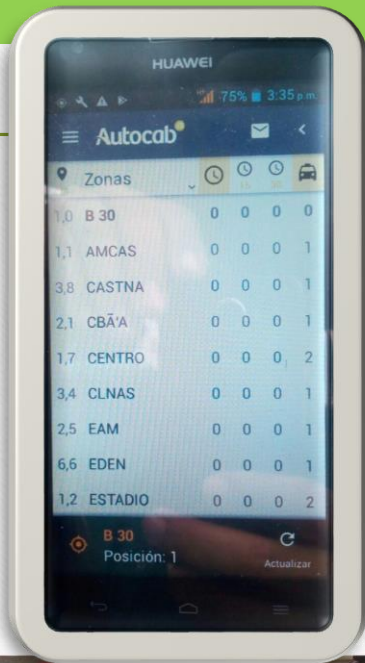 HUAWEI
75% 3:35 p.m.
Autocab
Zonas 15 30
1,0 B 30 0 0 0 0
1,1 AMCAS 0 0 0 1
3,8 CASTNA 0 0 0 1
2,1 CBÃ'A 0 0 0 1
1,7 CENTRO 0 0 0 2
3,4 CLNAS 0 0 0 1
2,5 EAM 0 0 0 1
6,6 EDEN 0 0 0 1
1,2 ESTADIO 0 0 0 2
B 30
Posición: 1
Actualizar